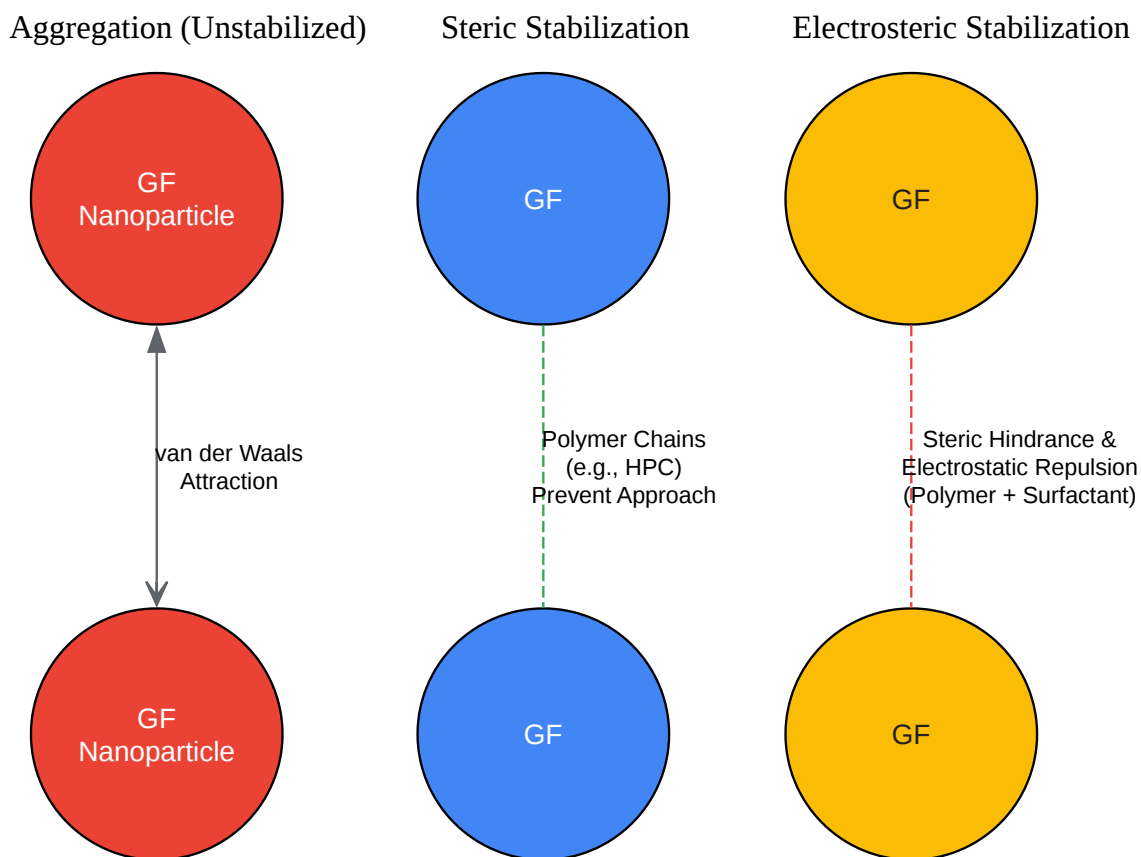 Aggregation (Unstabilized)
Steric Stabilization
Electrosteric Stabilization
GF
Nanoparticle
GF
GF
van der Waals
Attraction
Polymer Chains
(e.g., HPC)
Prevent Approach
Steric Hindrance &
Electrostatic Repulsion
(Polymer + Surfactant)
GF
Nanoparticle
GF
GF